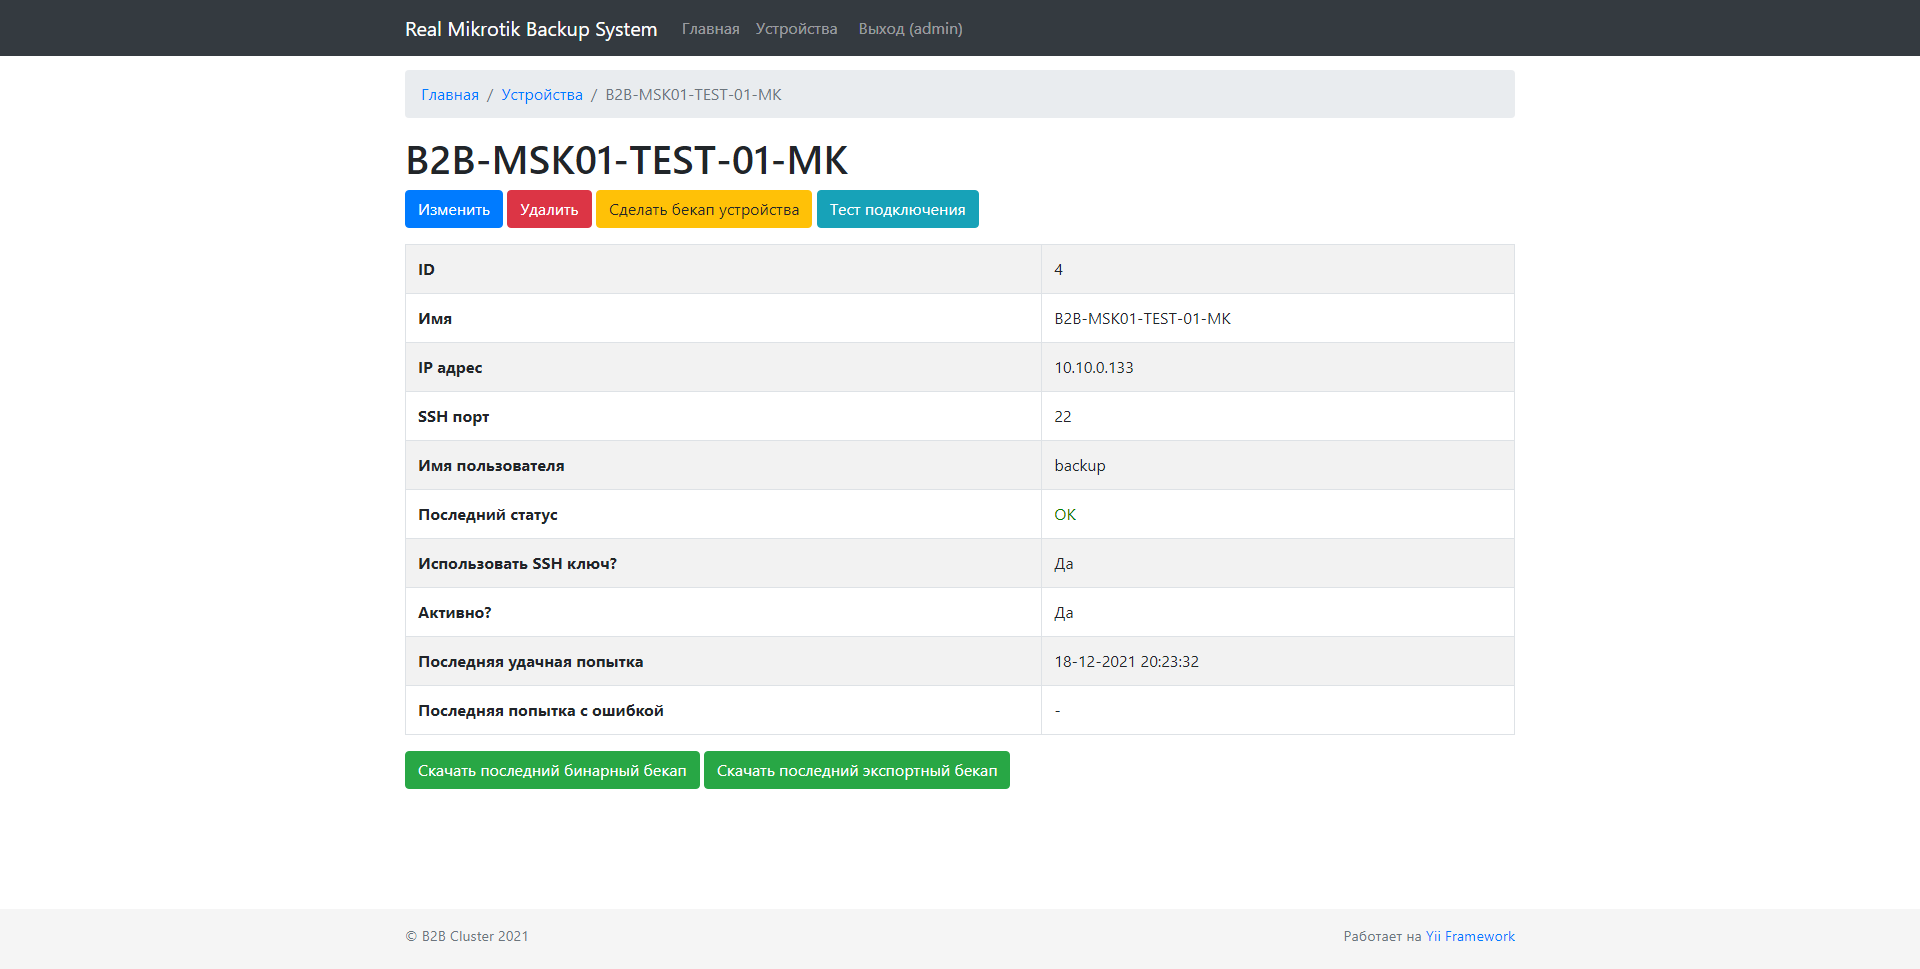 Real Mikrotik Backup System Главная Устройства Выход (admin)
Главная / Устройства / B2B-MSK01-TEST-01-MK
B2B-MSK01-TEST-01-MK
Изменить Удалить Сделать бекап устройства Тест подключения
ID 4
Имя B2B-MSK01-TEST-01-MK
IP адрес 10.10.0.133
SSH порт 22
Имя пользователя backup
Последний статус OK
Использовать SSH ключ? Да
Активно? Да
Последняя удачная попытка 18-12-2021 20:23:32
Последняя попытка с ошибкой -
Скачать последний бинарный бекап Скачать последний экспортный бекап
© B2B Cluster 2021 Работает на Yii Framework